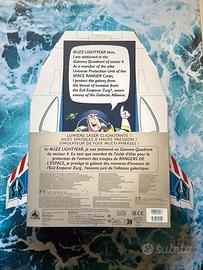 BUZZ LIGHTYEAR here,
I am stationed in the
Gamma Quadrant of sector 4.
As a member of the elite
Universe Protection Unit of the
SPACE RANGER Corps,
I protect the galaxy from
the threat of invasion from
the Evil Emperor Zurg, sworn
enemy of the Galactic Alliance.
LUMIÈRE LASER CLIGNOTANTE !
AILES SPATIALES À HAUTE PRESSION !
SIMULATEUR DE VOIX MULTI-PHRASES !
Ici BUZZ LIGHTYEAR, je suis stationné au Gamma Quadrant
du secteur 4. En tant que membre de l'unité d'élite pour la
protection de l'univers des troupes de RANGERS DE
L'ESPACE, je protège la galaxie des menaces d'invasion de
l'Evil Empereur Zurg, l'ennemi juré de l'alliance galactique.
subito